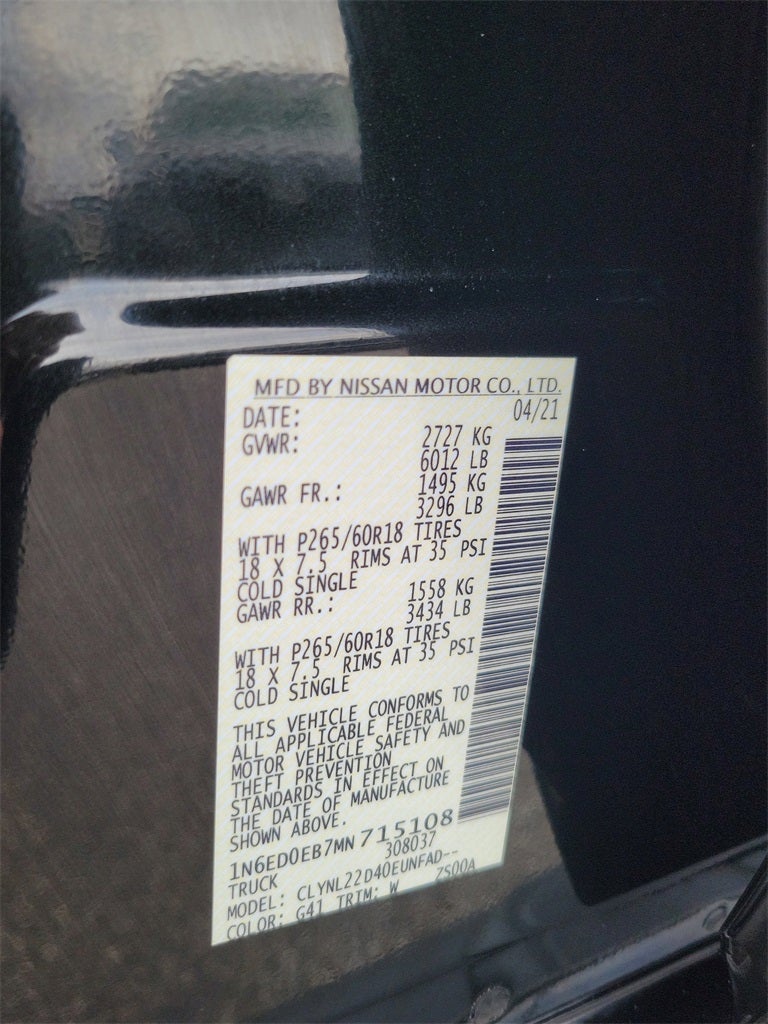 MFD BY NISSAN MOTOR CO., LTD.
DATE: 04/21
GVWR: 2727 KG
6012 LB
GAWR FR.: 1495 KG
3296 LB
WITH P265/60R18 TIRES
18 X 7.5 RIMS AT 35 PSI
COLD SINGLE
GAWR RR.: 1558 KG
3434 LB
WITH P265/60R18 TIRES
18 X 7.5 RIMS AT 35 PSI
COLD SINGLE
THIS VEHICLE CONFORMS TO
ALL APPLICABLE FEDERAL
MOTOR VEHICLE SAFETY AND
THEFT PREVENTION
STANDARDS IN EFFECT ON
THE DATE OF MANUFACTURE
SHOWN ABOVE.
1N6ED0EB7MN715108
TRUCK 308037
MODEL: CLYNL22D40EUNFAD--
COLOR: G41 TRIM: W ZS00A